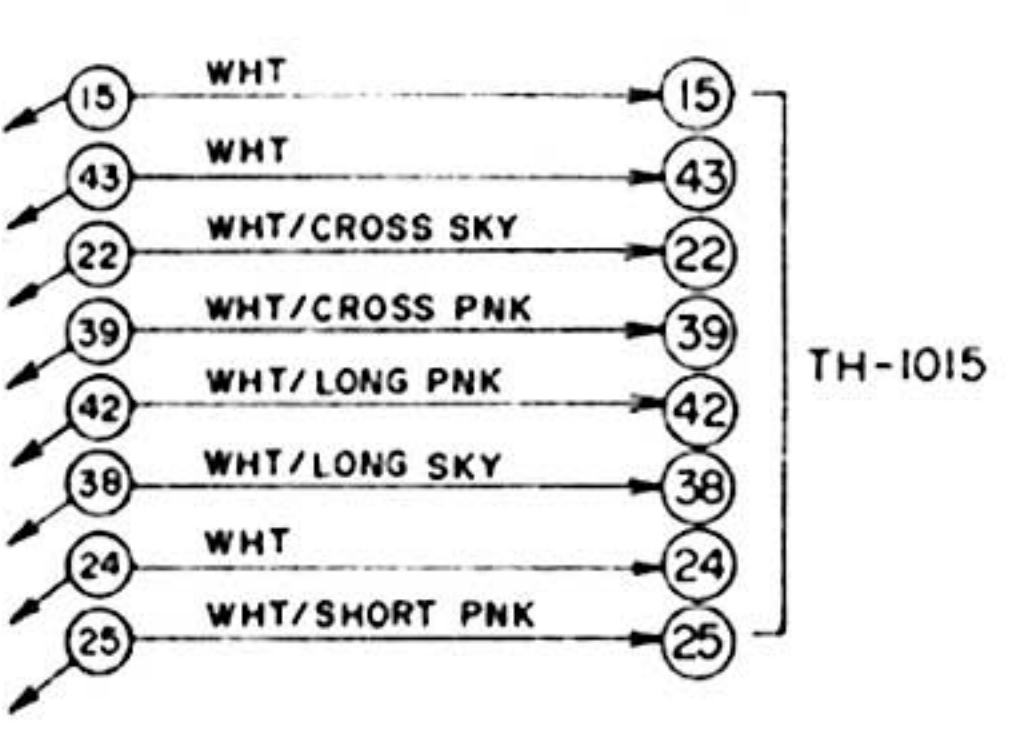 15 WHT 15
43 WHT 43
22 WHT/CROSS SKY 22
39 WHT/CROSS PNK 39
TH-1015
42 WHT/LONG PNK 42
38 WHT/LONG SKY 38
24 WHT 24
25 WHT/SHORT PNK 25